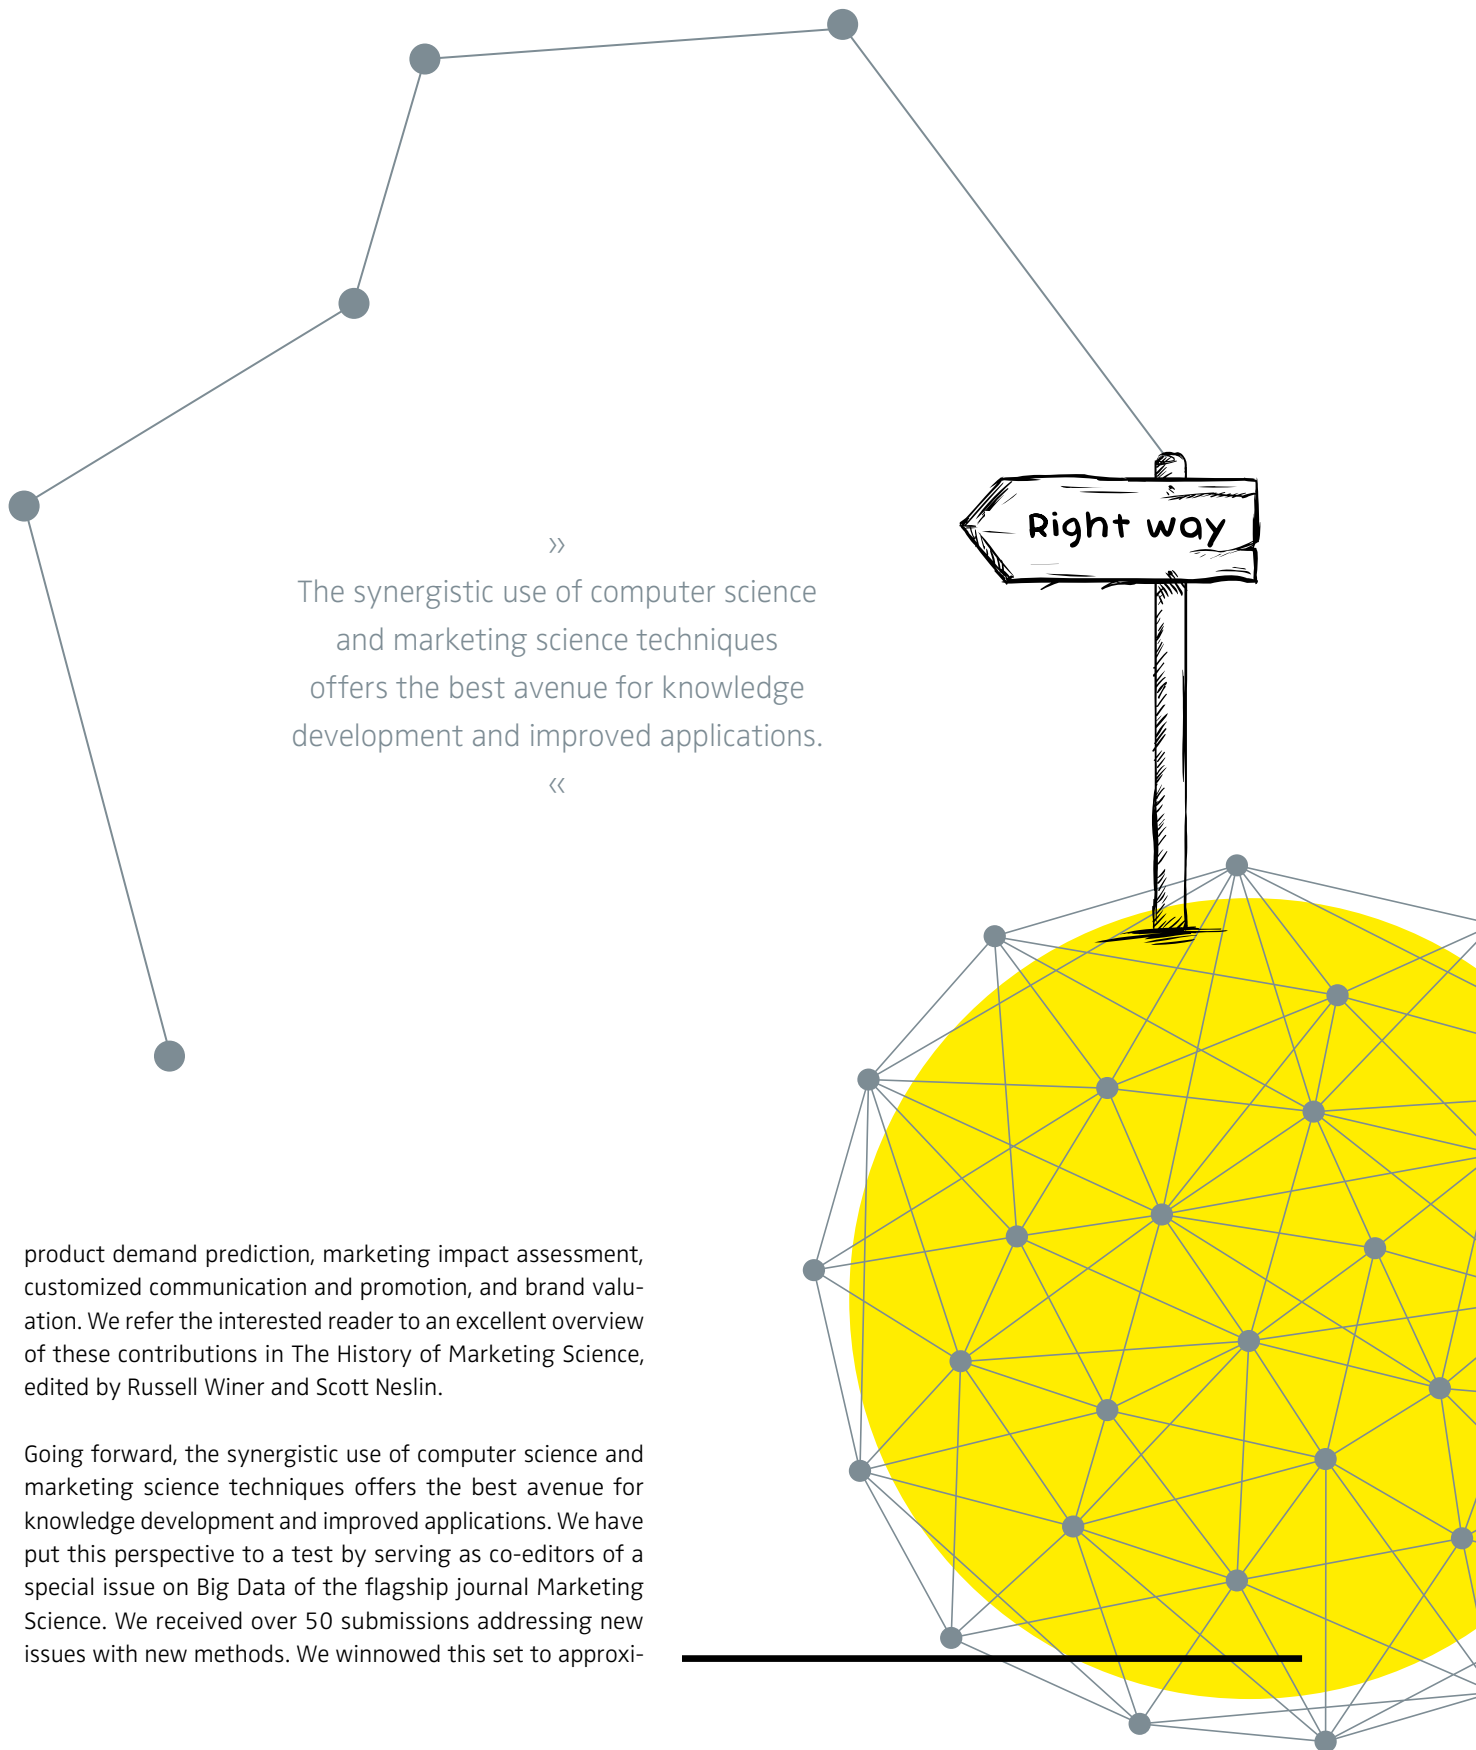 Right way
»
The synergistic use of computer science
and marketing science techniques
offers the best avenue for knowledge
development and improved applications.
«
product demand prediction, marketing impact assessment,
customized communication and promotion, and brand valu-
ation. We refer the interested reader to an excellent overview
of these contributions in The History of Marketing Science,
edited by Russell Winer and Scott Neslin.
Going forward, the synergistic use of computer science and
marketing science techniques offers the best avenue for
knowledge development and improved applications. We have
put this perspective to a test by serving as co-editors of a
special issue on Big Data of the flagship journal Marketing
Science. We received over 50 submissions addressing new
issues with new methods. We winnowed this set to approxi-